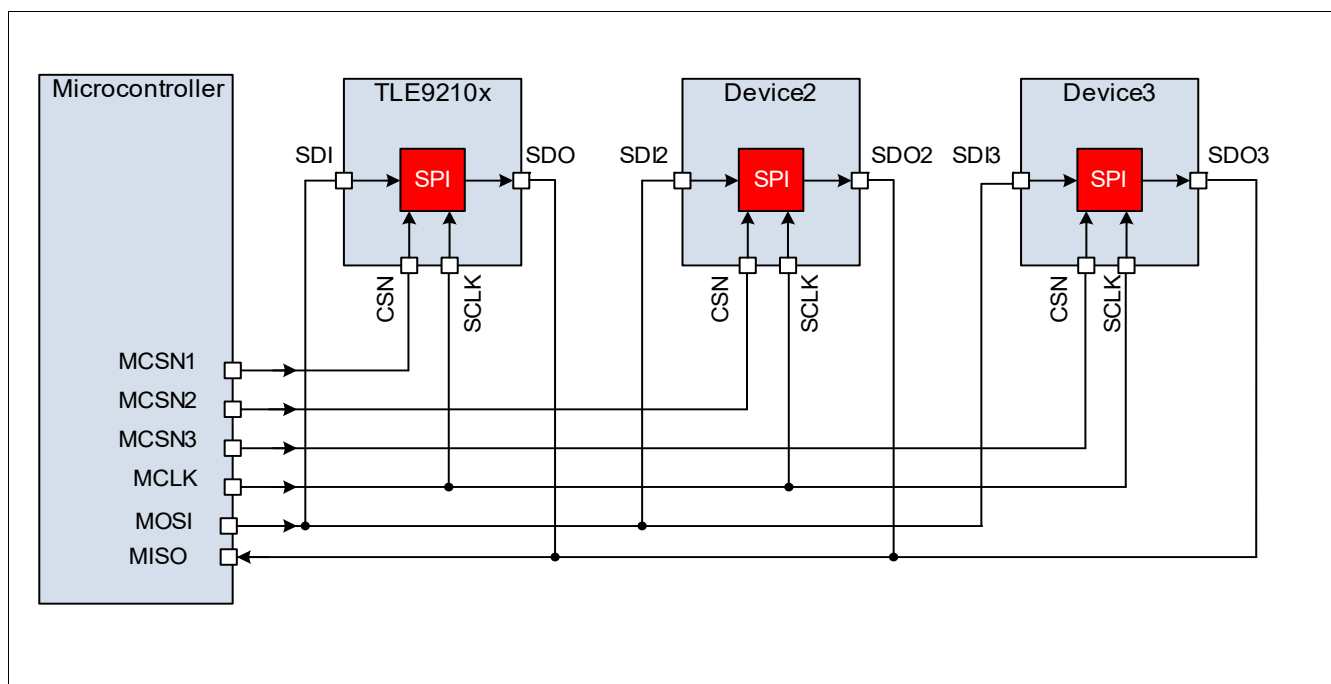 Microcontroller
TLE9210x
Device2
Device3
SDI
SPI
SDO
SDI2
SPI
SDO2
SDI3
SPI
SDO3
CSN
SCLK
CSN
SCLK
CSN
SCLK
MCSN1
MCSN2
MCSN3
MCLK
MOSI
MISO